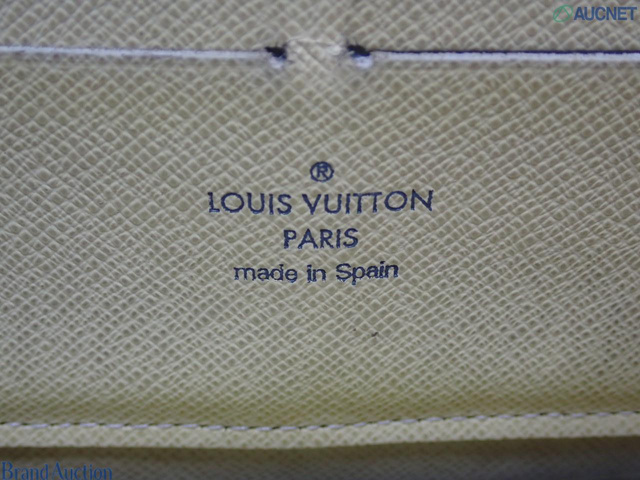 AUCNET
®
LOUIS VUITTON
PARIS
made in Spain
Brand Auction